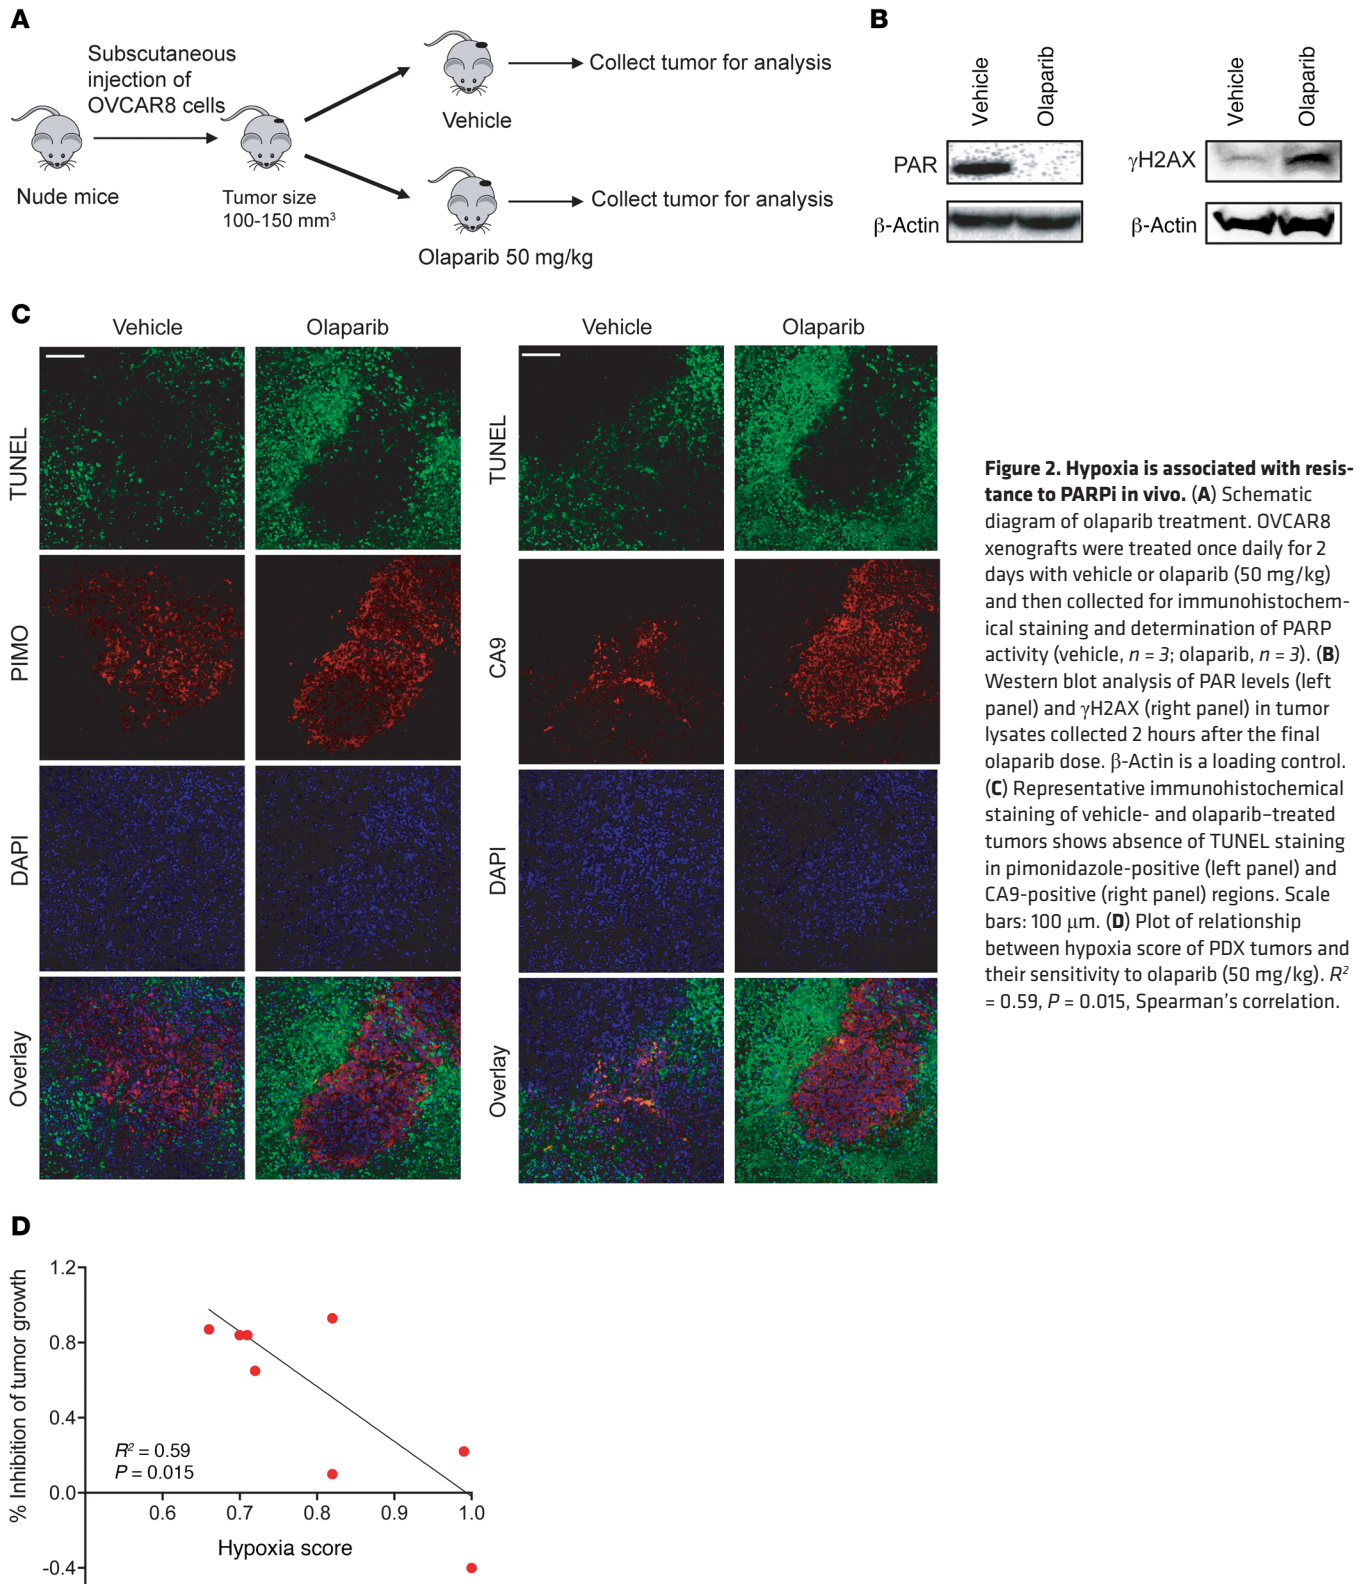 A
Subscutaneous
injection of
OVCAR8 cells
Nude mice
Tumor size
100-150 mm³
Vehicle
Collect tumor for analysis
Olaparib 50 mg/kg
Collect tumor for analysis
B
Vehicle
Olaparib
PAR
β-Actin
Vehicle
Olaparib
γH2AX
β-Actin
C
Vehicle
Olaparib
TUNEL
PIMO
DAPI
Overlay
Vehicle
Olaparib
TUNEL
CA9
DAPI
Overlay
Figure 2. Hypoxia is associated with resis-
tance to PARPi in vivo. (A) Schematic
diagram of olaparib treatment. OVCAR8
xenografts were treated once daily for 2
days with vehicle or olaparib (50 mg/kg)
and then collected for immunohistochem-
ical staining and determination of PARP
activity (vehicle, n = 3; olaparib, n = 3). (B)
Western blot analysis of PAR levels (left
panel) and γH2AX (right panel) in tumor
lysates collected 2 hours after the final
olaparib dose. β-Actin is a loading control.
(C) Representative immunohistochemical
staining of vehicle- and olaparib–treated
tumors shows absence of TUNEL staining
in pimonidazole-positive (left panel) and
CA9-positive (right panel) regions. Scale
bars: 100 μm. (D) Plot of relationship
between hypoxia score of PDX tumors and
their sensitivity to olaparib (50 mg/kg). R²
= 0.59, P = 0.015, Spearman's correlation.
D
% Inhibition of tumor growth
1.2
0.8
0.4
0.0
-0.4
R² = 0.59
P = 0.015
0.6 0.7 0.8 0.9 1.0
Hypoxia score